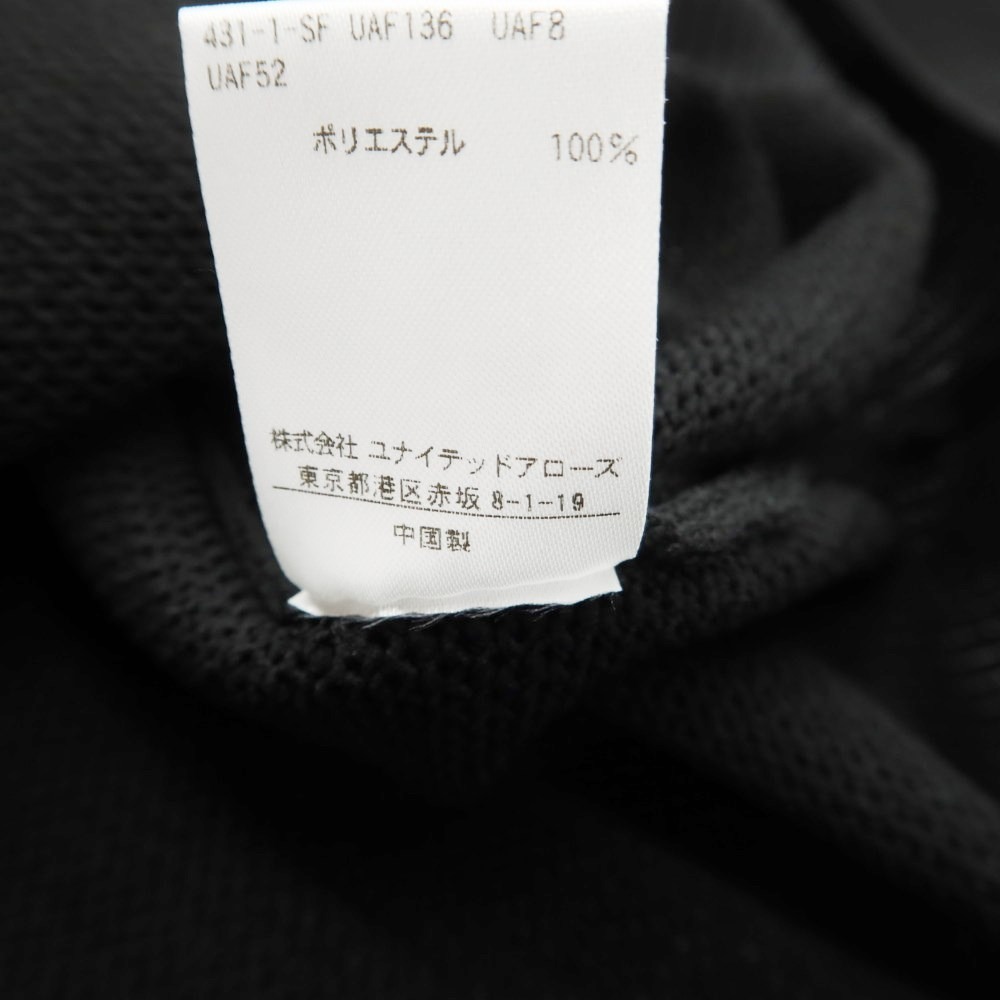 431-1-SF UAF136 UAF8
UAF52
ポリエステル 100%
株式会社 ユナイテッドアローズ
東京都港区赤坂 8-1-19
中国製